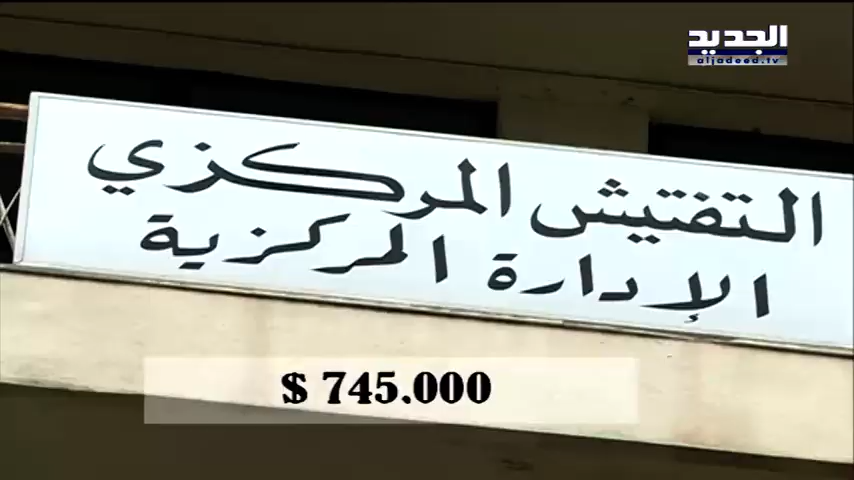 الجديد
aljadeed.tv
التفتيش المركزي
الإدارة المركزية
$ 745.000